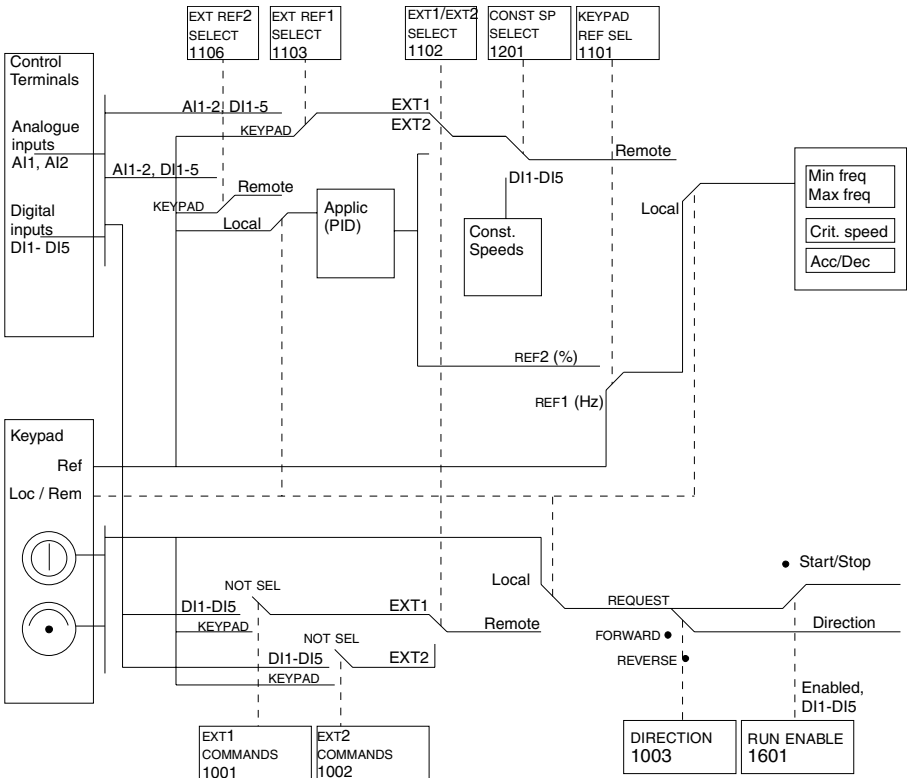 EXT REF2
SELECT
1106
EXT REF1
SELECT
1103
EXT1/EXT2
SELECT
1102
CONST SP
SELECT
1201
KEYPAD
REF SEL
1101
Control
Terminals
Analogue
inputs
AI1, AI2
Digital
inputs
DI1- DI5
AI1-2, DI1-5
KEYPAD
EXT1
EXT2
Remote
AI1-2, DI1-5
KEYPAD
Remote
Local
Applic
(PID)
DI1-DI5
Const.
Speeds
Local
Min freq
Max freq
Crit. speed
Acc/Dec
REF2 (%)
REF1 (Hz)
Keypad
Ref
Loc / Rem
Start/Stop
NOT SEL
Local
REQUEST
DI1-DI5
EXT1
KEYPAD
Remote
Direction
FORWARD
NOT SEL
REVERSE
DI1-DI5
EXT2
KEYPAD
Enabled,
DI1-DI5
EXT1
COMMANDS
1001
EXT2
COMMANDS
1002
DIRECTION
1003
RUN ENABLE
1601